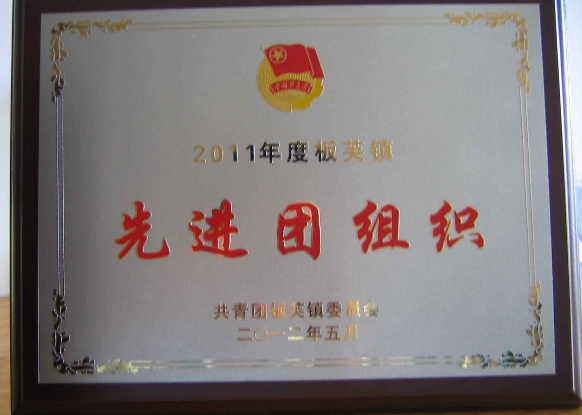 2011年度板芙镇
先进团组织
共青团板芙镇委员会
二〇一二年五月